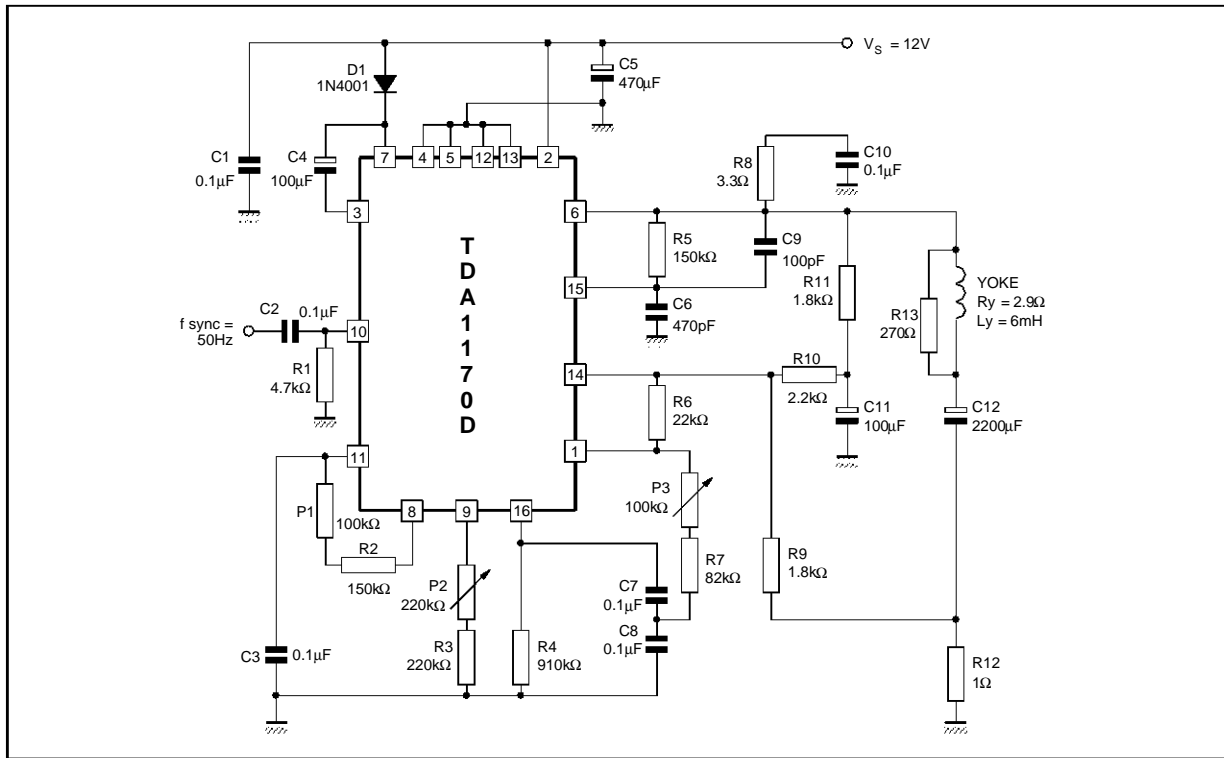 V_S = 12V
D1
1N4001
C5
470μF
C1
0.1μF
C4
100μF
7
4
5
12
13
2
R8
3.3Ω
C10
0.1μF
3
6
TDA1170D
R5
150kΩ
C9
100pF
R11
1.8kΩ
YOKE
Ry = 2.9Ω
Ly = 6mH
15
C6
470pF
R13
270Ω
f sync =
50Hz
C2
0.1μF
10
R1
4.7kΩ
14
R10
2.2kΩ
R6
22kΩ
C11
100μF
C12
2200μF
11
1
P1
100kΩ
R2
150kΩ
8
9
16
P3
100kΩ
R7
82kΩ
R9
1.8kΩ
P2
220kΩ
C7
0.1μF
C8
0.1μF
C3
0.1μF
R3
220kΩ
R4
910kΩ
R12
1Ω